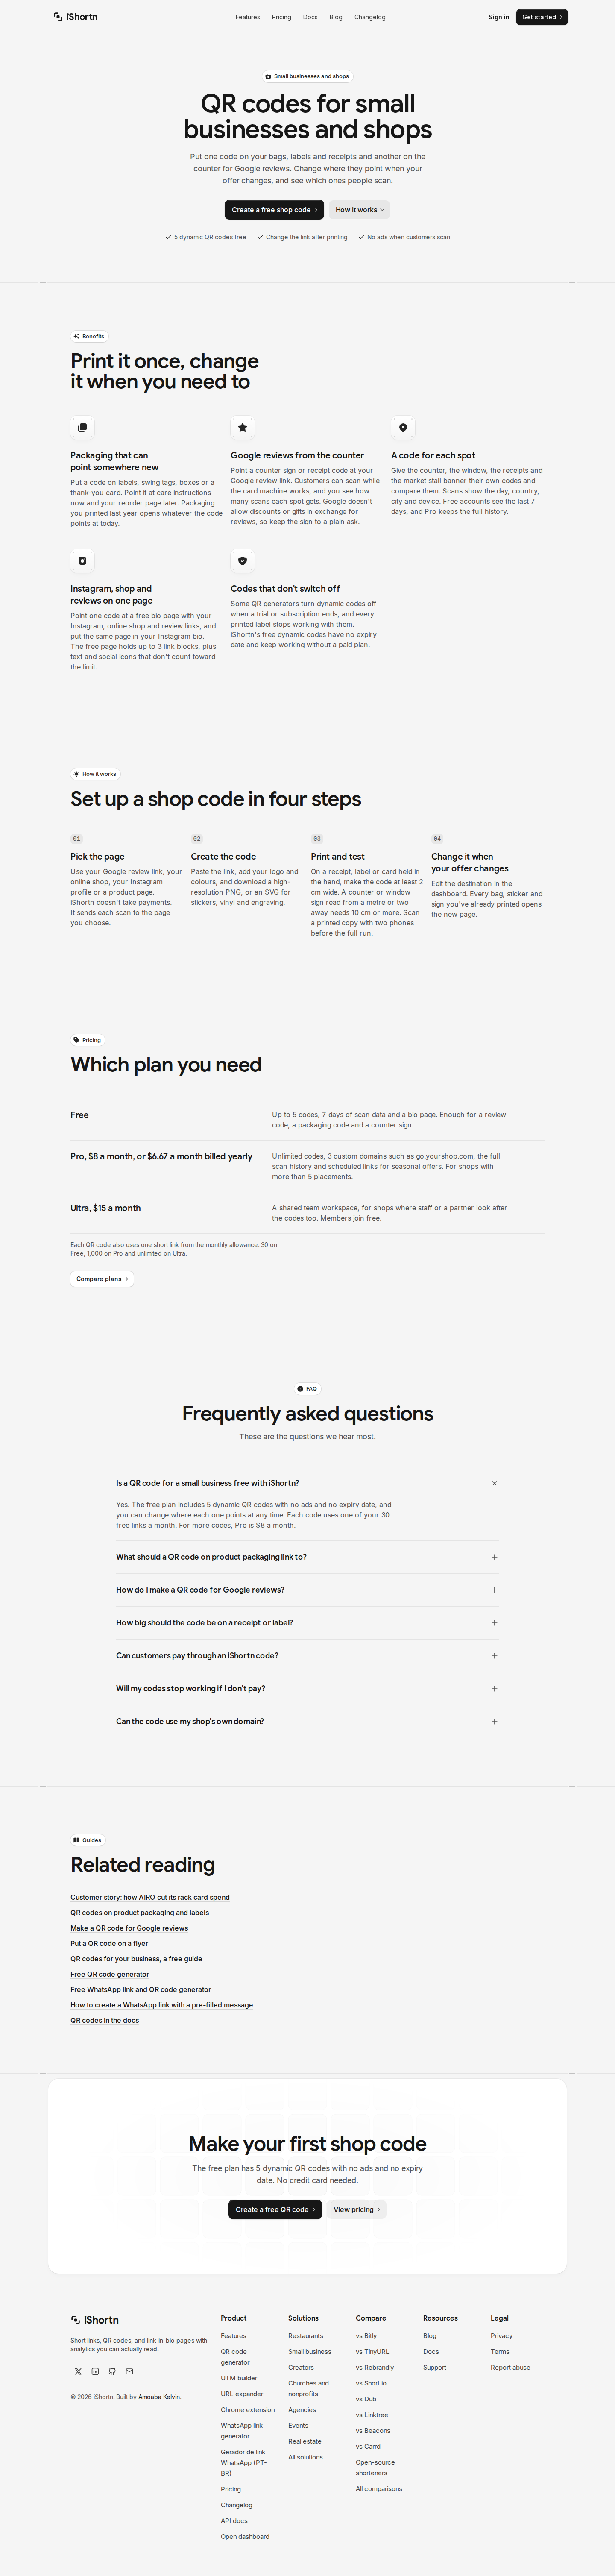 iShortn
Features
Pricing
Docs
Blog
Changelog
Sign in
Get started
Small businesses and shops
QR codes for small
businesses and shops
Put one code on your bags, labels and receipts and another on the
counter for Google reviews. Change where they point when your
offer changes, and see which ones people scan.
Create a free shop code
How it works
5 dynamic QR codes free
Change the link after printing
No ads when customers scan
Benefits
Print it once, change
it when you need to
Packaging that can
point somewhere new
Put a code on labels, swing tags, boxes or a
thank-you card. Point it at care instructions
now and your reorder page later. Packaging
you printed last year opens whatever the code
points at today.
Google reviews from the counter
Point a counter sign or receipt code at your
Google review link. Customers can scan while
the card machine works, and you see how
many scans each spot gets. Google doesn't
allow discounts or gifts in exchange for
reviews, so keep the sign to a plain ask.
A code for each spot
Give the counter, the window, the receipts and
the market stall banner their own codes and
compare them. Scans show the day, country,
city and device. Free accounts see the last 7
days, and Pro keeps the full history.
Instagram, shop and
reviews on one page
Point one code at a free bio page with your
Instagram, online shop and review links, and
put the same page in your Instagram bio.
The free page holds up to 3 link blocks, plus
text and social icons that don't count toward
the limit.
Codes that don't switch off
Some QR generators turn dynamic codes off
when a trial or subscription ends, and every
printed label stops working with them.
iShortn's free dynamic codes have no expiry
date and keep working without a paid plan.
How it works
Set up a shop code in four steps
01
Pick the page
Use your Google review link, your
online shop, your Instagram
profile or a product page.
iShortn doesn't take payments.
It sends each scan to the page
you choose.
02
Create the code
Paste the link, add your logo and
colours, and download a high-
resolution PNG, or an SVG for
stickers, vinyl and engraving.
03
Print and test
On a receipt, label or card held in
the hand, make the code at least 2
cm wide. A counter or window
sign read from a metre or two
away needs 10 cm or more. Scan
a printed copy with two phones
before the full run.
04
Change it when
your offer changes
Edit the destination in the
dashboard. Every bag, sticker and
sign you've already printed opens
the new page.
Pricing
Which plan you need
Free
Up to 5 codes, 7 days of scan data and a bio page. Enough for a review
code, a packaging code and a counter sign.
Pro, $8 a month, or $6.67 a month billed yearly
Unlimited codes, 3 custom domains such as go.yourshop.com, the full
scan history and scheduled links for seasonal offers. For shops with
more than 5 placements.
Ultra, $15 a month
A shared team workspace, for shops where staff or a partner look after
the codes too. Members join free.
Each QR code also uses one short link from the monthly allowance: 30 on
Free, 1,000 on Pro and unlimited on Ultra.
Compare plans
FAQ
Frequently asked questions
These are the questions we hear most.
Is a QR code for a small business free with iShortn?
Yes. The free plan includes 5 dynamic QR codes with no ads and no expiry date, and
you can change where each one points at any time. Each code uses one of your 30
free links a month. For more codes, Pro is $8 a month.
What should a QR code on product packaging link to?
How do I make a QR code for Google reviews?
How big should the code be on a receipt or label?
Can customers pay through an iShortn code?
Will my codes stop working if I don't pay?
Can the code use my shop's own domain?
Guides
Related reading
Customer story: how AIRO cut its rack card spend
QR codes on product packaging and labels
Make a QR code for Google reviews
Put a QR code on a flyer
QR codes for your business, a free guide
Free QR code generator
Free WhatsApp link and QR code generator
How to create a WhatsApp link with a pre-filled message
QR codes in the docs
Make your first shop code
The free plan has 5 dynamic QR codes with no ads and no expiry
date. No credit card needed.
Create a free QR code
View pricing
iShortn
Short links, QR codes, and link-in-bio pages with
analytics you can actually read.
© 2026 iShortn. Built by Amoaba Kelvin.
Product
Features
QR code
generator
UTM builder
URL expander
Chrome extension
WhatsApp link
generator
Gerador de link
WhatsApp (PT-
BR)
Pricing
Changelog
API docs
Open dashboard
Solutions
Restaurants
Small business
Creators
Churches and
nonprofits
Agencies
Events
Real estate
All solutions
Compare
vs Bitly
vs TinyURL
vs Rebrandly
vs Short.io
vs Dub
vs Linktree
vs Beacons
vs Carrd
Open-source
shorteners
All comparisons
Resources
Blog
Docs
Support
Legal
Privacy
Terms
Report abuse